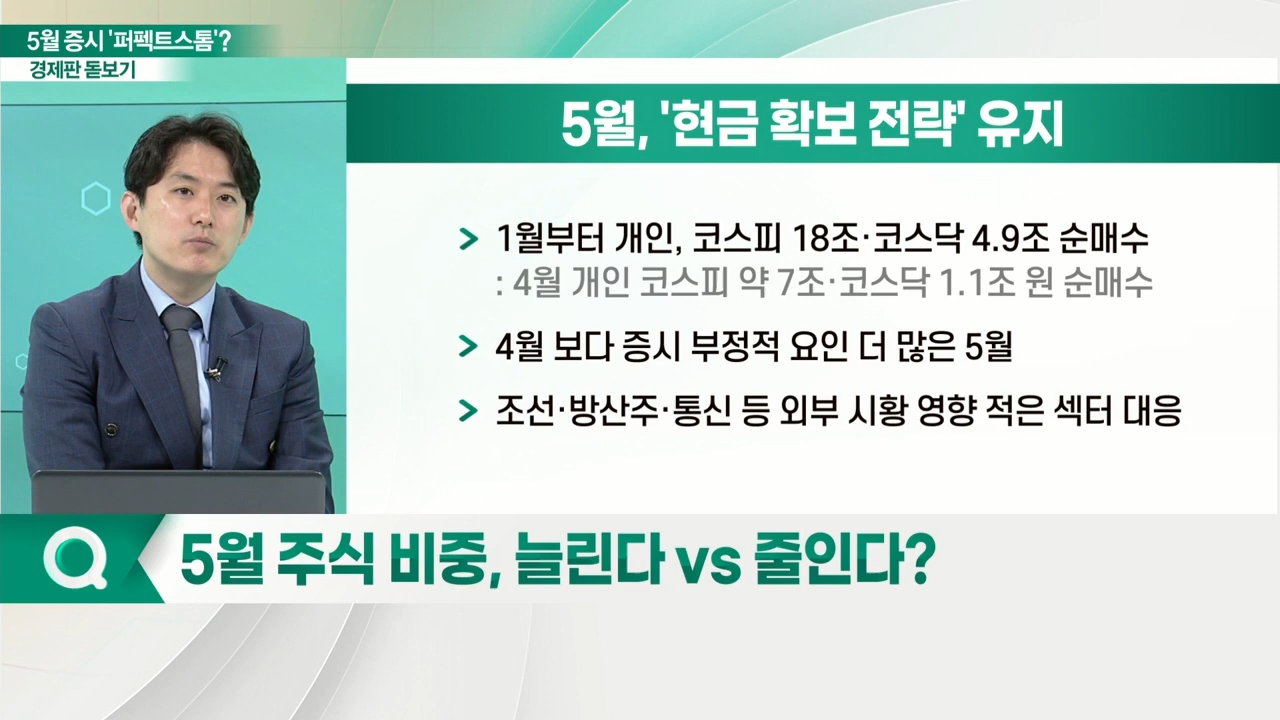 5월 증시 '퍼펙트스톰'?
경제판 돋보기
5월, '현금 확보 전략' 유지
1월부터 개인, 코스피 18조·코스닥 4.9조 순매수
: 4월 개인 코스피 약 7조·코스닥 1.1조 원 순매수
4월 보다 증시 부정적 요인 더 많은 5월
조선·방산주·통신 등 외부 시황 영향 적은 섹터 대응
Q 5월 주식 비중, 늘린다 vs 줄인다?